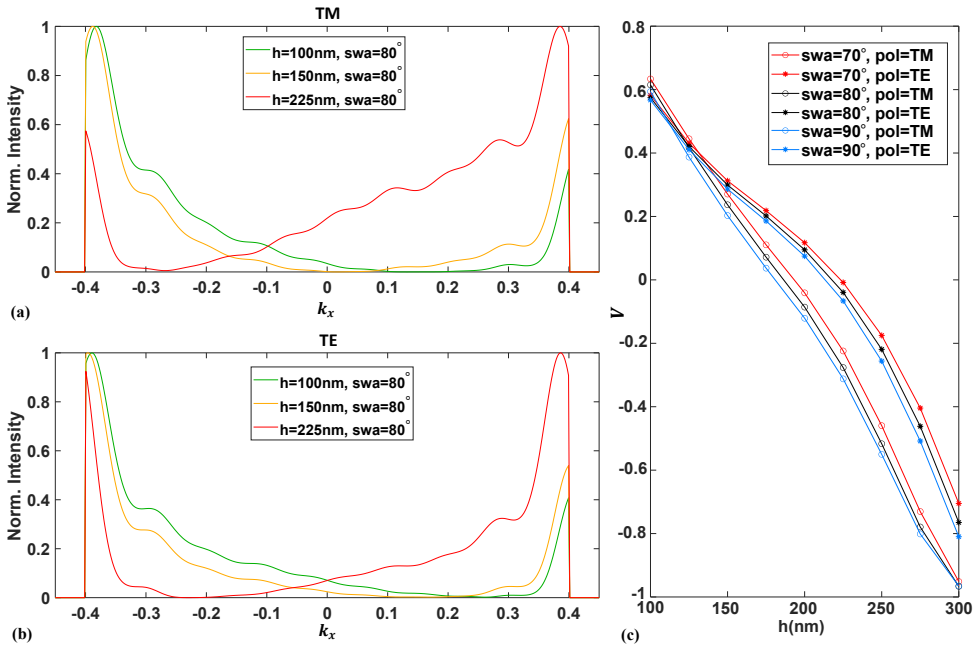 TM
1
0.8
0.6
0.4
0.2
0
Norm. Intensity
h=100nm, swa=80°
h=150nm, swa=80°
h=225nm, swa=80°
-0.4 -0.3 -0.2 -0.1 0 0.1 0.2 0.3 0.4
kx
(a)
TE
1
0.8
0.6
0.4
0.2
0
Norm. Intensity
h=100nm, swa=80°
h=150nm, swa=80°
h=225nm, swa=80°
-0.4 -0.3 -0.2 -0.1 0 0.1 0.2 0.3 0.4
kx
(b)
0.8
0.6
0.4
0.2
0
-0.2
-0.4
-0.6
-0.8
-1
V
swa=70°, pol=TM
swa=70°, pol=TE
swa=80°, pol=TM
swa=80°, pol=TE
swa=90°, pol=TM
swa=90°, pol=TE
100 150 200 250 300
h(nm)
(c)